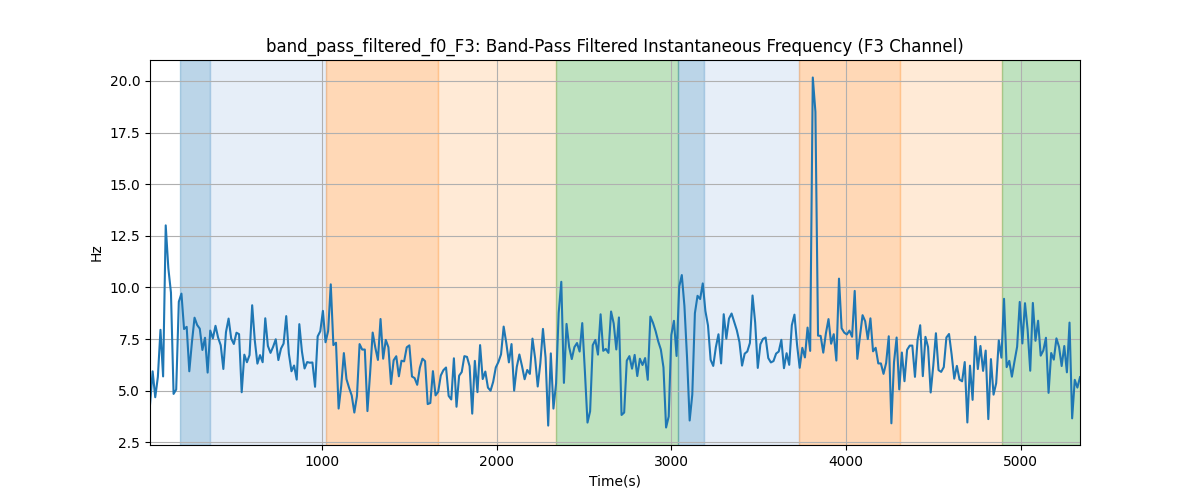 band_pass_filtered_f0_F3: Band-Pass Filtered Instantaneous Frequency (F3 Channel)
20.0
17.5
15.0
12.5
10.0
7.5
5.0
2.5
Hz
1000 2000 3000 4000 5000
Time(s)